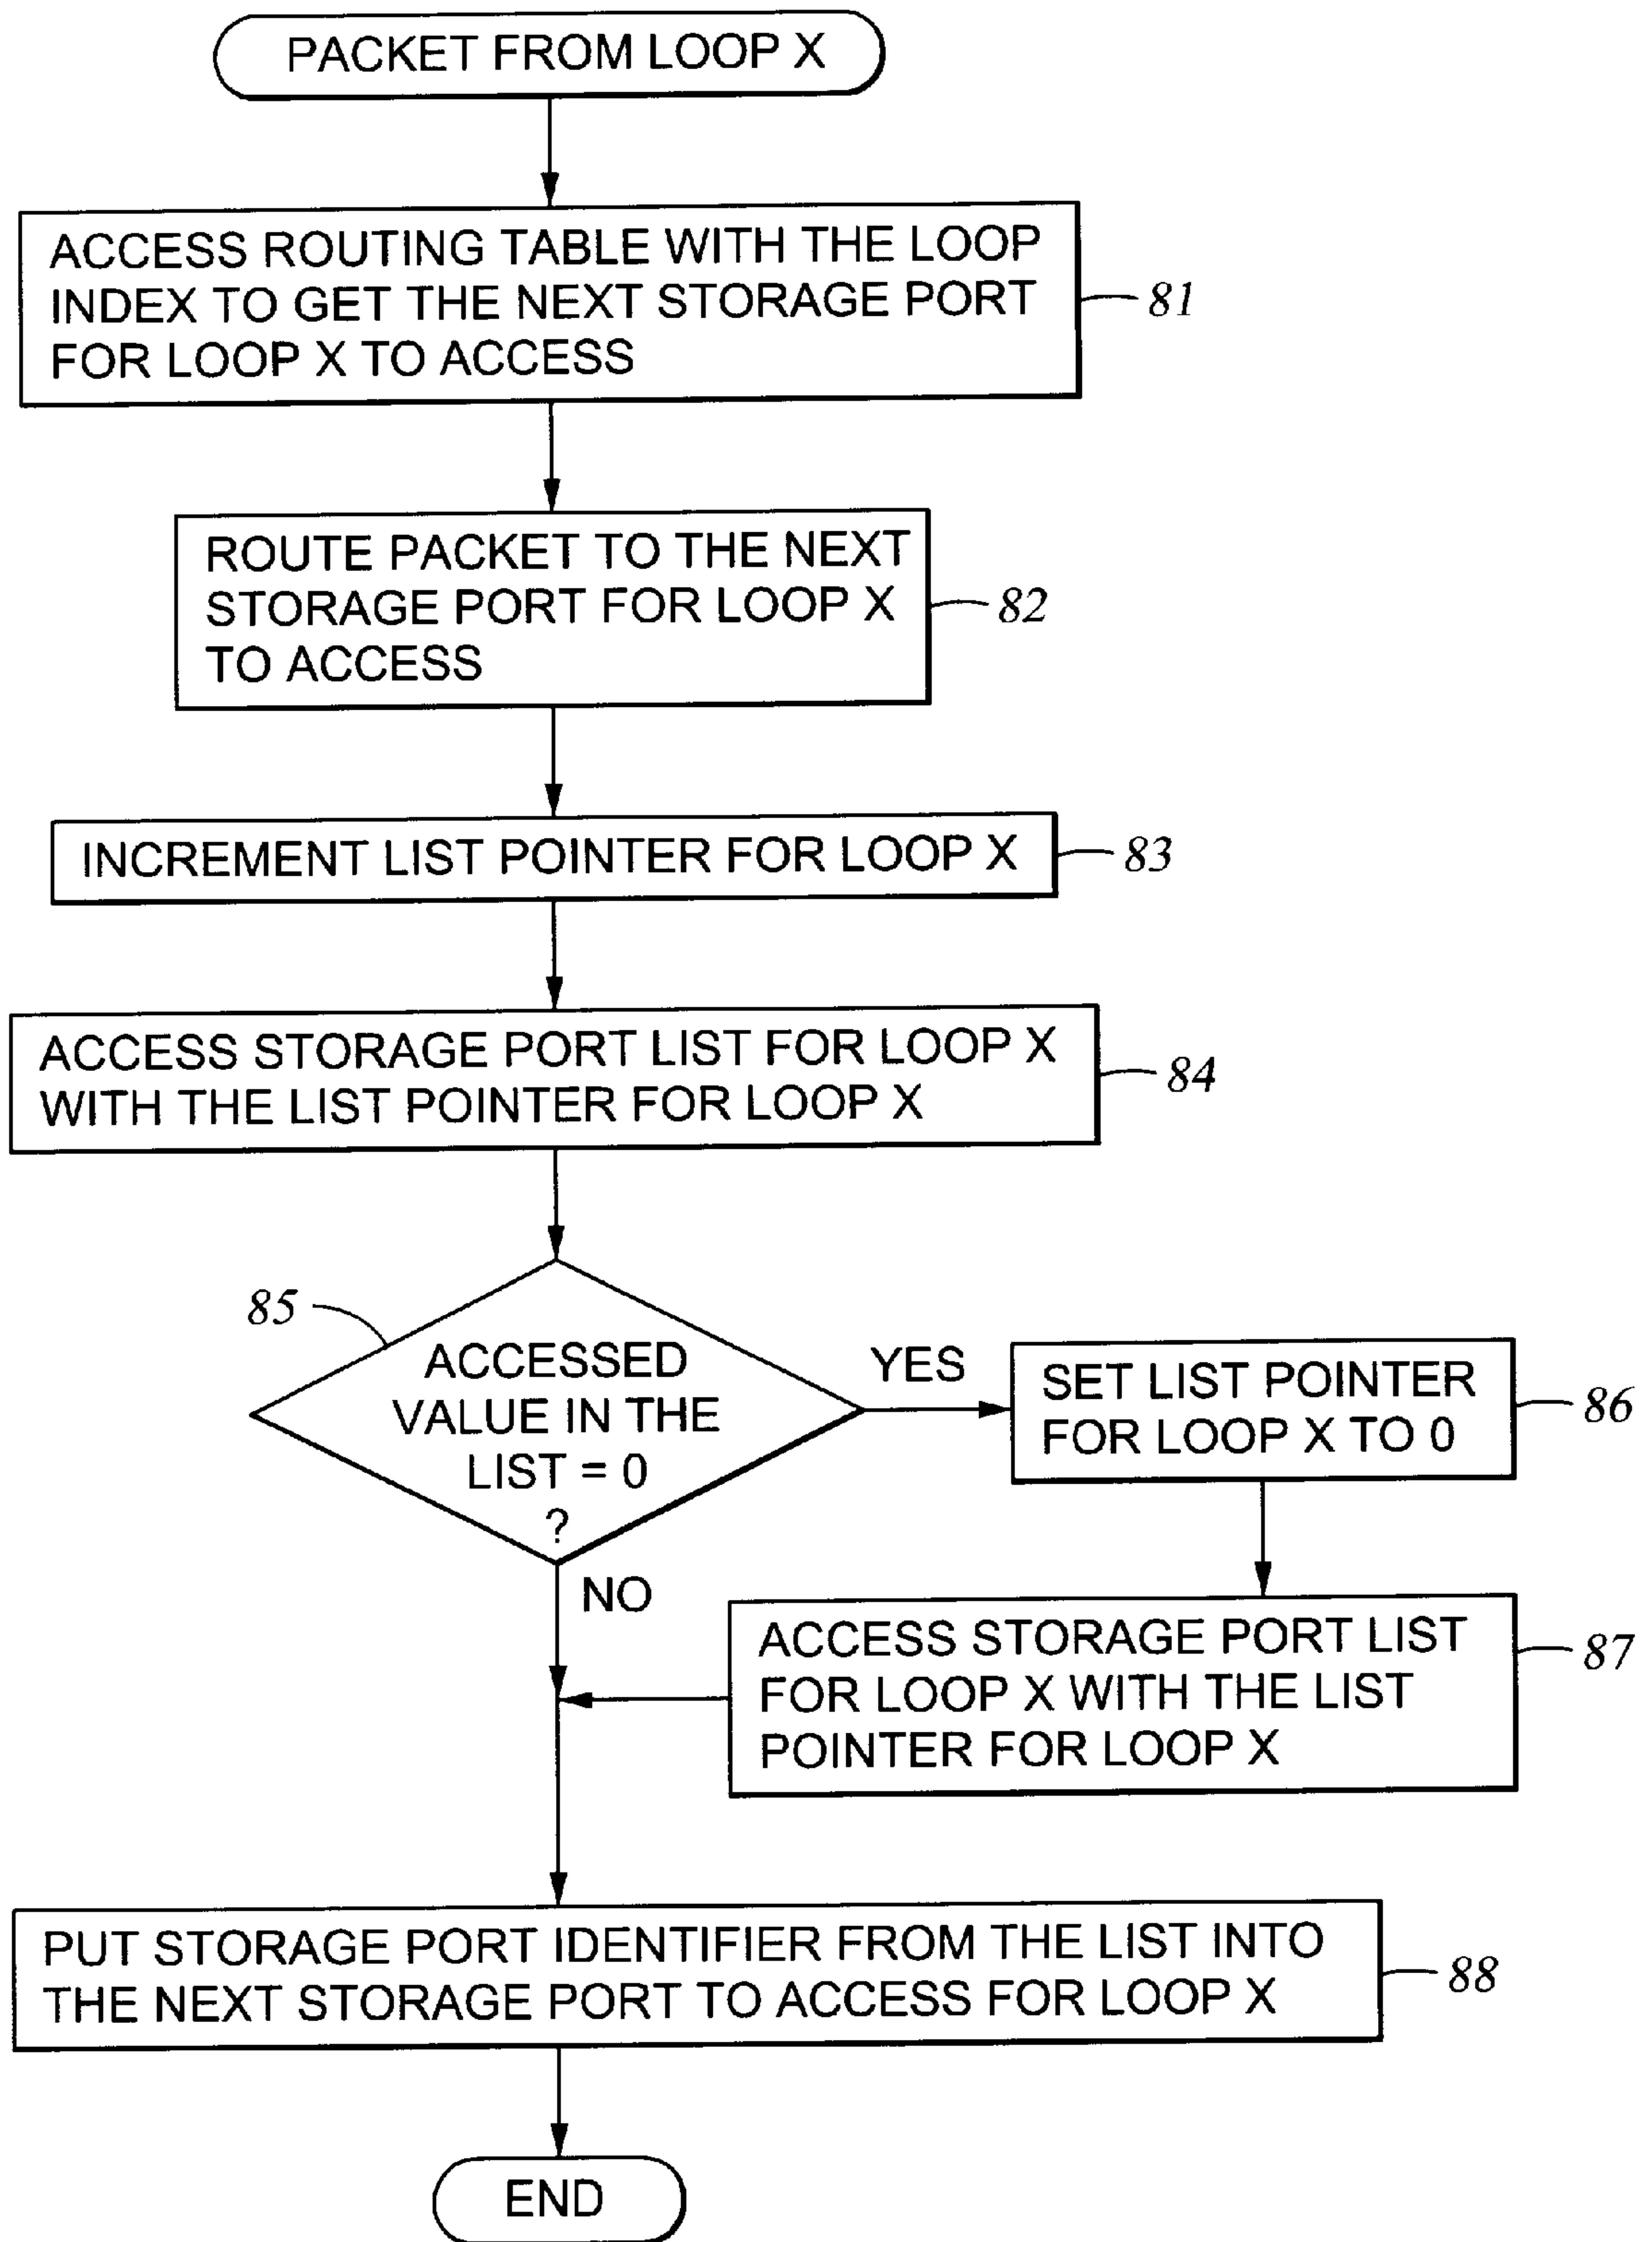 PACKET FROM LOOP X
ACCESS ROUTING TABLE WITH THE LOOP
INDEX TO GET THE NEXT STORAGE PORT
FOR LOOP X TO ACCESS
81
ROUTE PACKET TO THE NEXT
STORAGE PORT FOR LOOP X
TO ACCESS
82
INCREMENT LIST POINTER FOR LOOP X
83
ACCESS STORAGE PORT LIST FOR LOOP X
WITH THE LIST POINTER FOR LOOP X
84
85
ACCESSED
VALUE IN THE
LIST = 0
?
YES
SET LIST POINTER
FOR LOOP X TO 0
86
NO
ACCESS STORAGE PORT LIST
FOR LOOP X WITH THE LIST
POINTER FOR LOOP X
87
PUT STORAGE PORT IDENTIFIER FROM THE LIST INTO
THE NEXT STORAGE PORT TO ACCESS FOR LOOP X
88
END